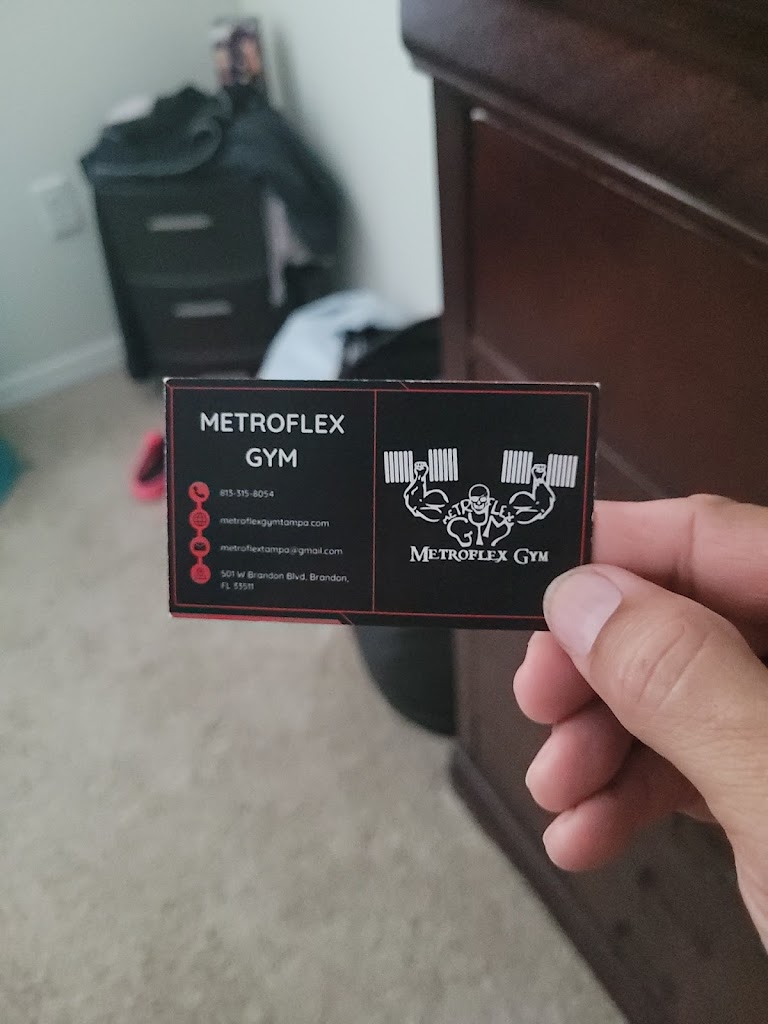 METROFLEX
GYM
813-315-8054
metroflexgymtampa.com
metroflextampa@gmail.com
501 W Brandon Blvd, Brandon,
FL 33511
METROFLEX
GYM
METROFLEX GYM